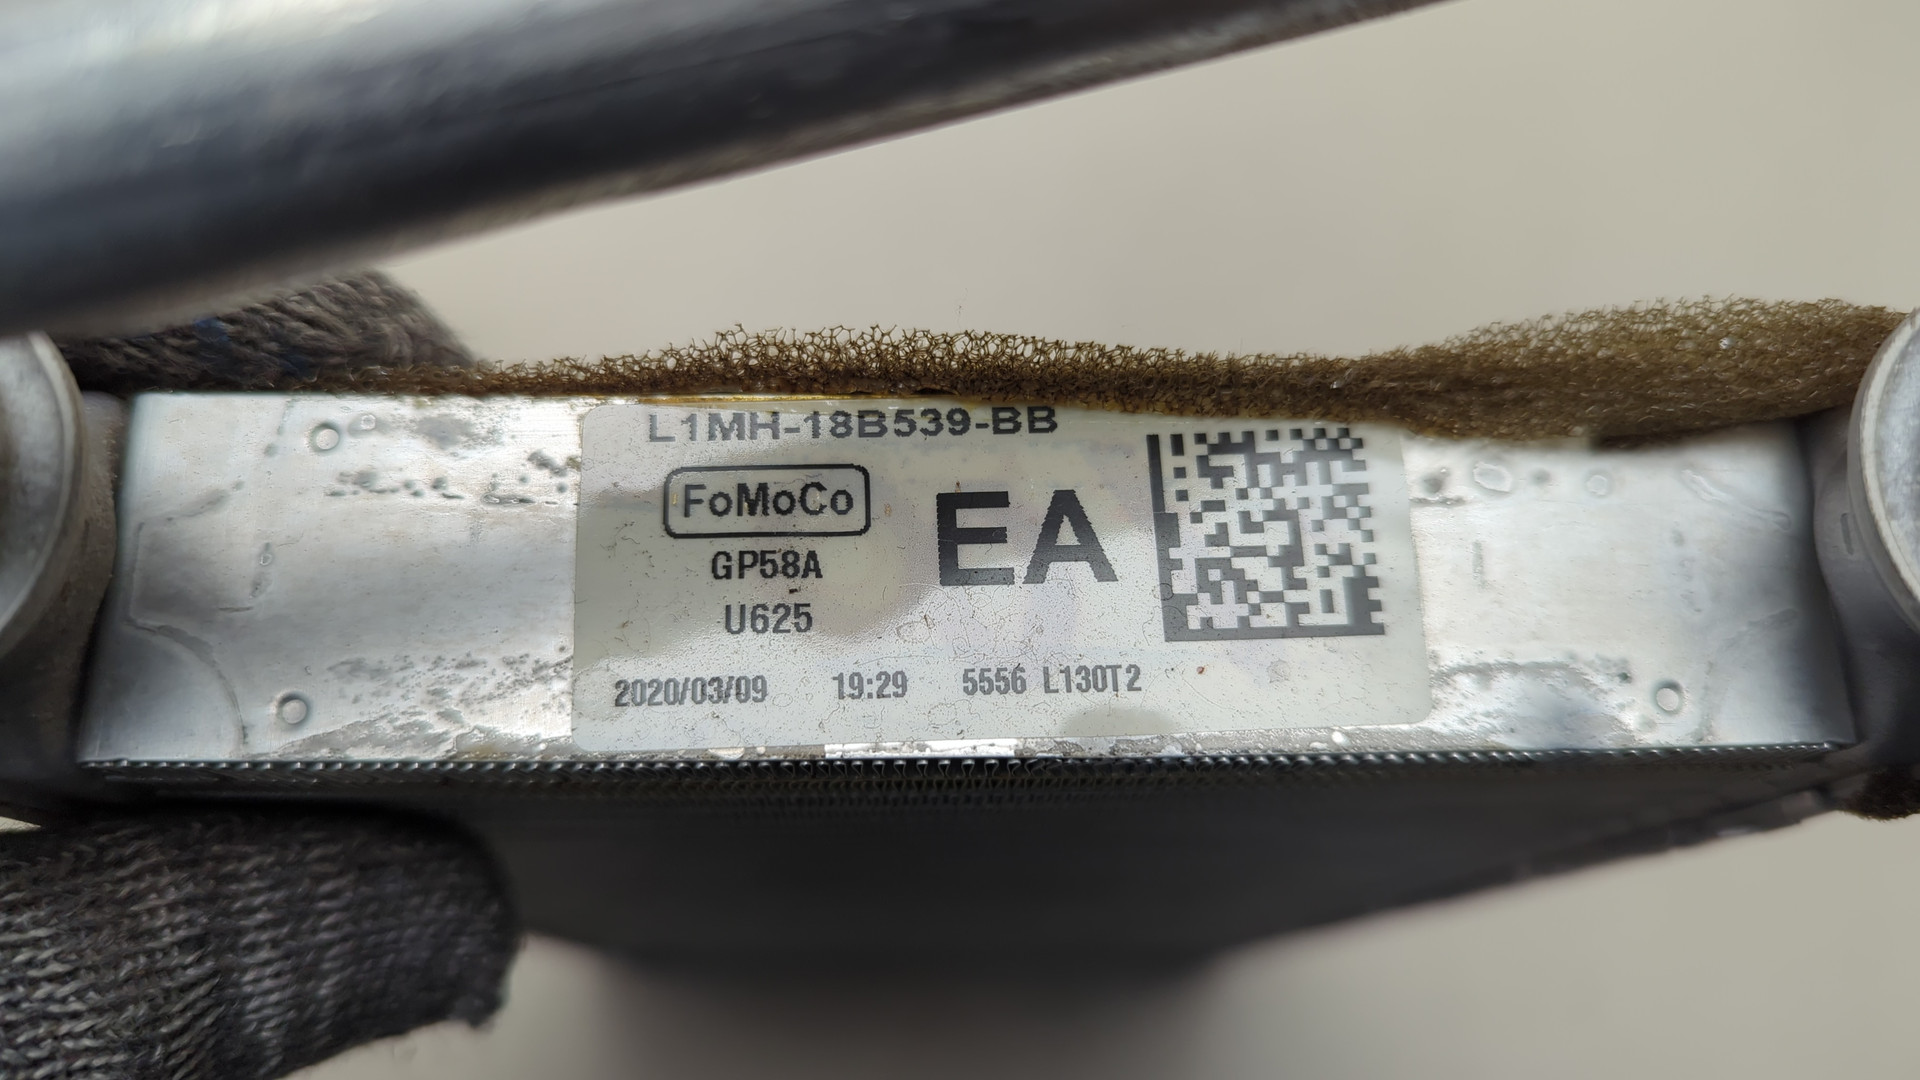 L1MH-18B539-BB
FoMoCo
EA
GP58A
U625
2020/03/09 19:29 5556 L130T2